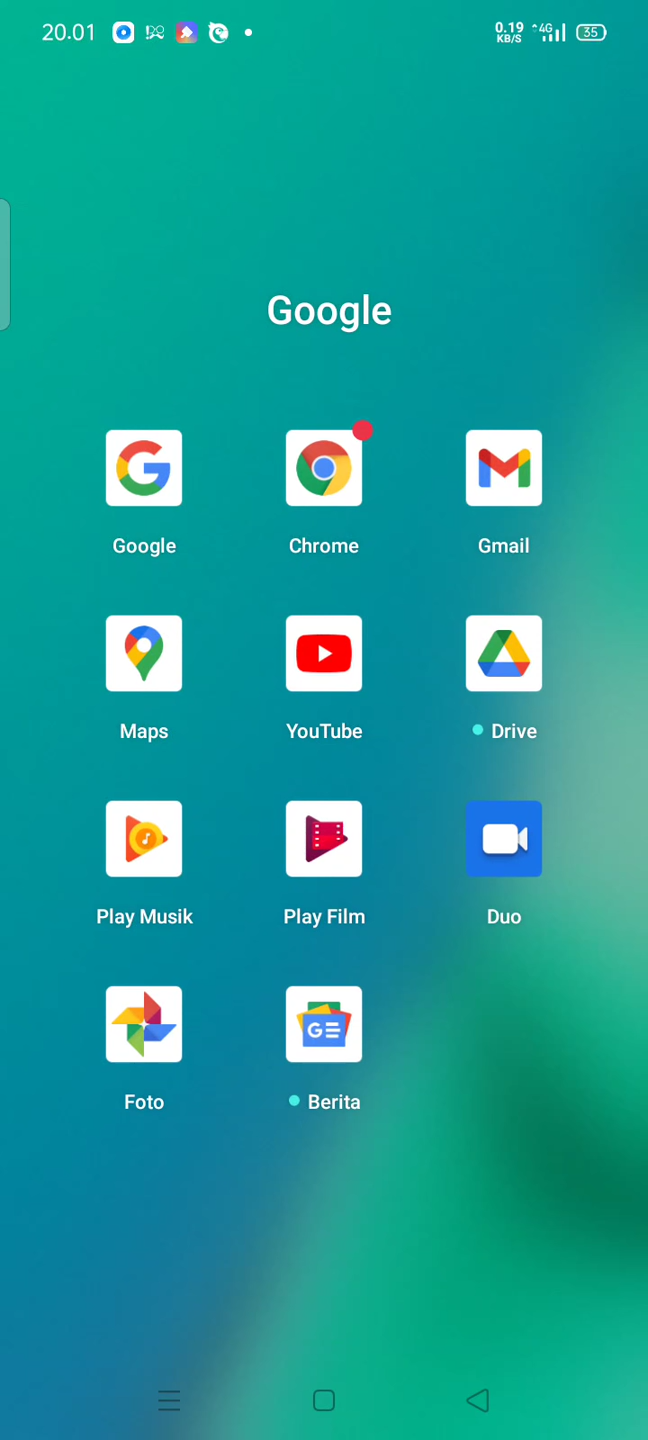 20.01
0.19
KB/S
4G
35
Google
Google
Chrome
Gmail
Maps
YouTube
Drive
Play Musik
Play Film
Duo
Foto
Berita